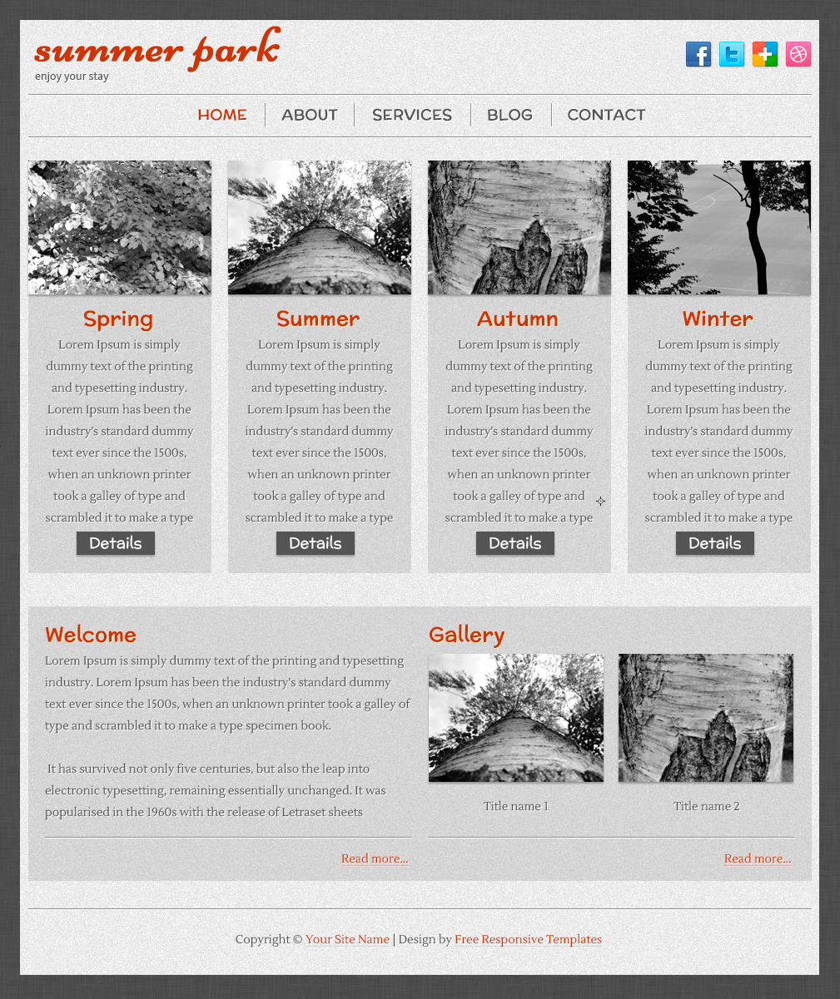 summer park
enjoy your stay
HOME
ABOUT
SERVICES
BLOG
CONTACT
Spring
Lorem Ipsum is simply
dummy text of the printing
and typesetting industry.
Lorem Ipsum has been the
industry's standard dummy
text ever since the 1500s,
when an unknown printer
took a galley of type and
scrambled it to make a type
Details
Summer
Lorem Ipsum is simply
dummy text of the printing
and typesetting industry.
Lorem Ipsum has been the
industry's standard dummy
text ever since the 1500s,
when an unknown printer
took a galley of type and
scrambled it to make a type
Details
Autumn
Lorem Ipsum is simply
dummy text of the printing
and typesetting industry.
Lorem Ipsum has been the
industry's standard dummy
text ever since the 1500s,
when an unknown printer
took a galley of type and
scrambled it to make a type
Details
Winter
Lorem Ipsum is simply
dummy text of the printing
and typesetting industry.
Lorem Ipsum has been the
industry's standard dummy
text ever since the 1500s,
when an unknown printer
took a galley of type and
scrambled it to make a type
Details
Welcome
Lorem Ipsum is simply dummy text of the printing and typesetting
industry. Lorem Ipsum has been the industry's standard dummy
text ever since the 1500s, when an unknown printer took a galley of
type and scrambled it to make a type specimen book.
It has survived not only five centuries, but also the leap into
electronic typesetting, remaining essentially unchanged. It was
popularised in the 1960s with the release of Letraset sheets
Read more...
Gallery
Title name 1
Title name 2
Read more...
Copyright © Your Site Name | Design by Free Responsive Templates